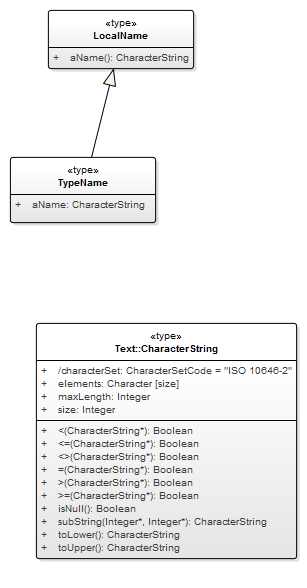 «type»
LocalName
+ aName(): CharacterString
«type»
TypeName
+ aName: CharacterString
«type»
Text::CharacterString
+ /characterSet: CharacterSetCode = "ISO 10646-2"
+ elements: Character [size]
+ maxLength: Integer
+ size: Integer
+ <(CharacterString*): Boolean
+ <=(CharacterString*): Boolean
+ <>(CharacterString*): Boolean
+ =(CharacterString*): Boolean
+ >(CharacterString*): Boolean
+ >=(CharacterString*): Boolean
+ isNull(): Boolean
+ subString(Integer*, Integer*): CharacterString
+ toLower(): CharacterString
+ toUpper(): CharacterString